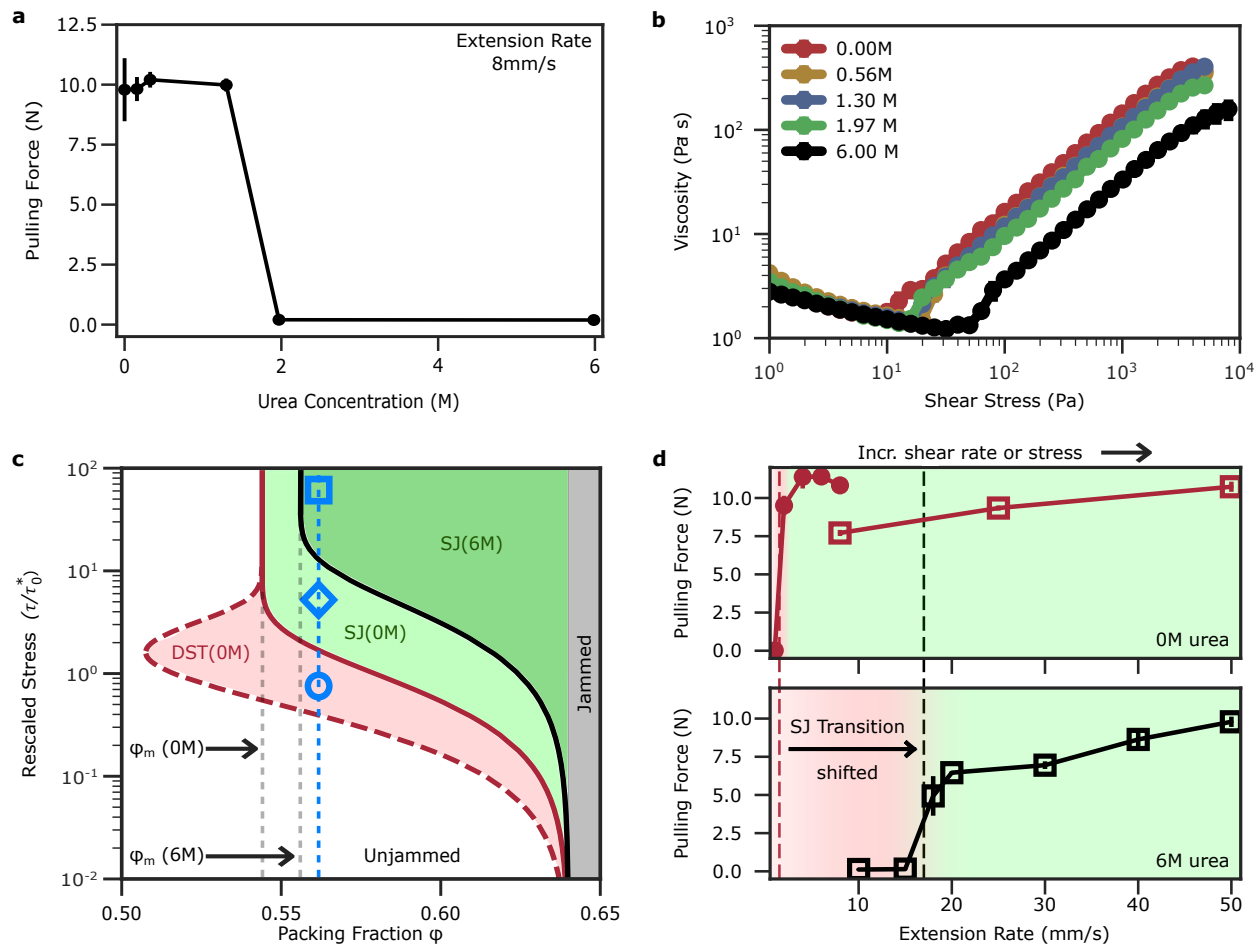 a
12.5
10.0
7.5
5.0
2.5
0.0
Pulling Force (N)
Extension Rate
8mm/s
0
2
4
6
Urea Concentration (M)
b
10³
10²
10¹
10⁰
Viscosity (Pa s)
0.00M
0.56M
1.30 M
1.97 M
6.00 M
10⁰
10¹
10²
10³
10⁴
Shear Stress (Pa)
c
10²
10¹
10⁰
10⁻¹
10⁻²
Rescaled Stress (τ/τ₀*)
SJ(6M)
SJ(0M)
DST(0M)
Jammed
φₘ (0M)
φₘ (6M)
Unjammed
0.50
0.55
0.60
0.65
Packing Fraction φ
d
Incr. shear rate or stress
10.0
7.5
5.0
2.5
0.0
Pulling Force (N)
0M urea
10.0
7.5
5.0
2.5
0.0
Pulling Force (N)
SJ Transition
shifted
6M urea
10
20
30
40
50
Extension Rate (mm/s)